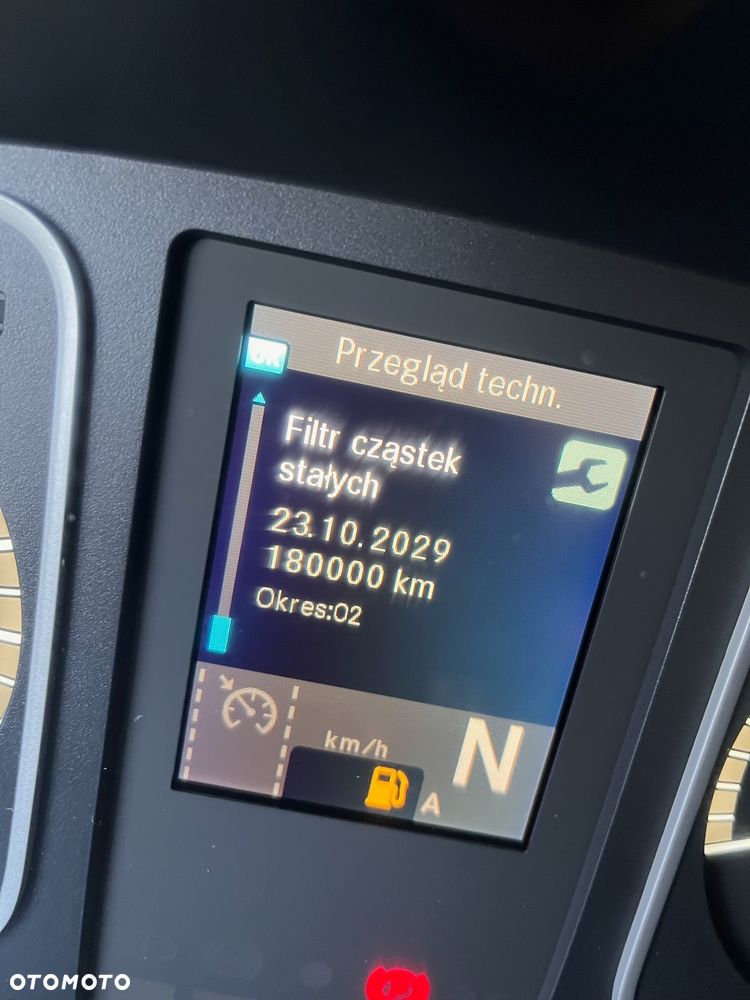 OK
Przegląd techn.
Filtr cząstek
stałych
23.10.2029
180000 km
Okres:02
km/h
N
A
OTOMOTO